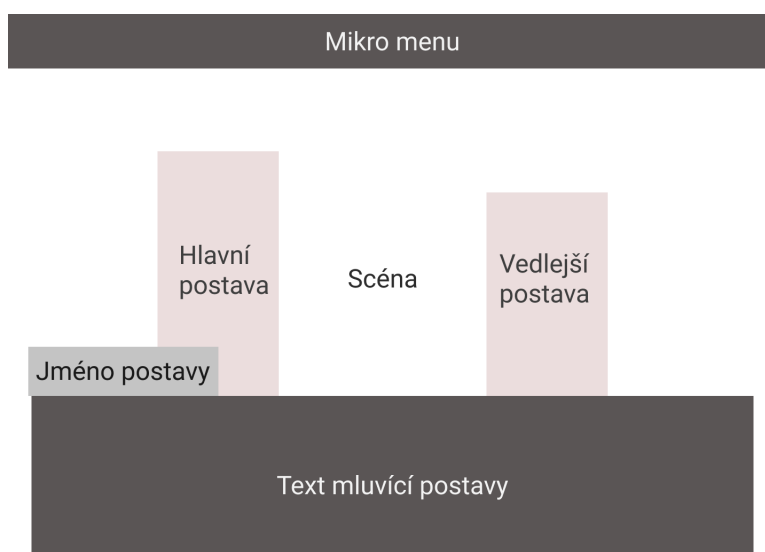 Mikro menu
Hlavní
postava
Scéna
Vedlejší
postava
Jméno postavy
Text mluvící postavy